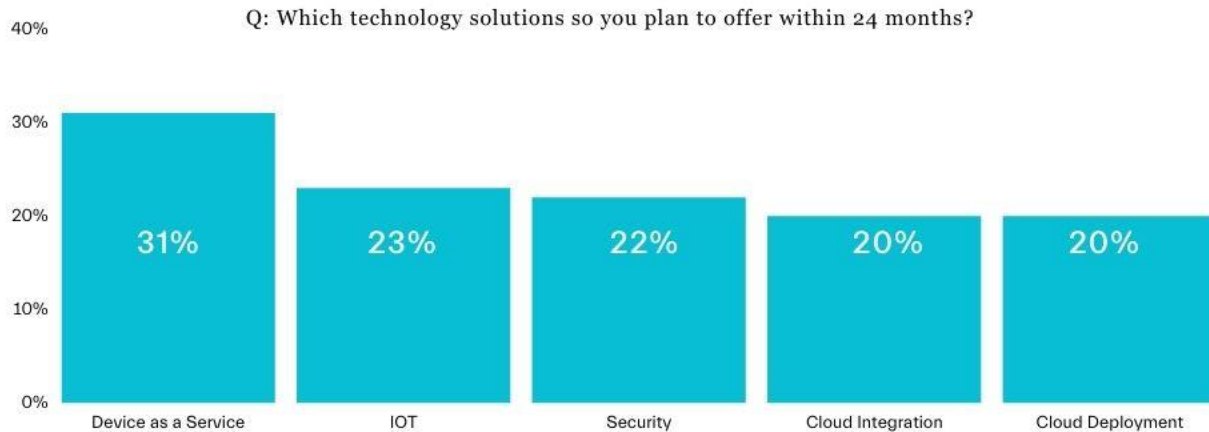 Q: Which technology solutions so you plan to offer within 24 months?
40%
30%
20%
10%
0%
31%
23%
22%
20%
20%
Device as a Service
IOT
Security
Cloud Integration
Cloud Deployment